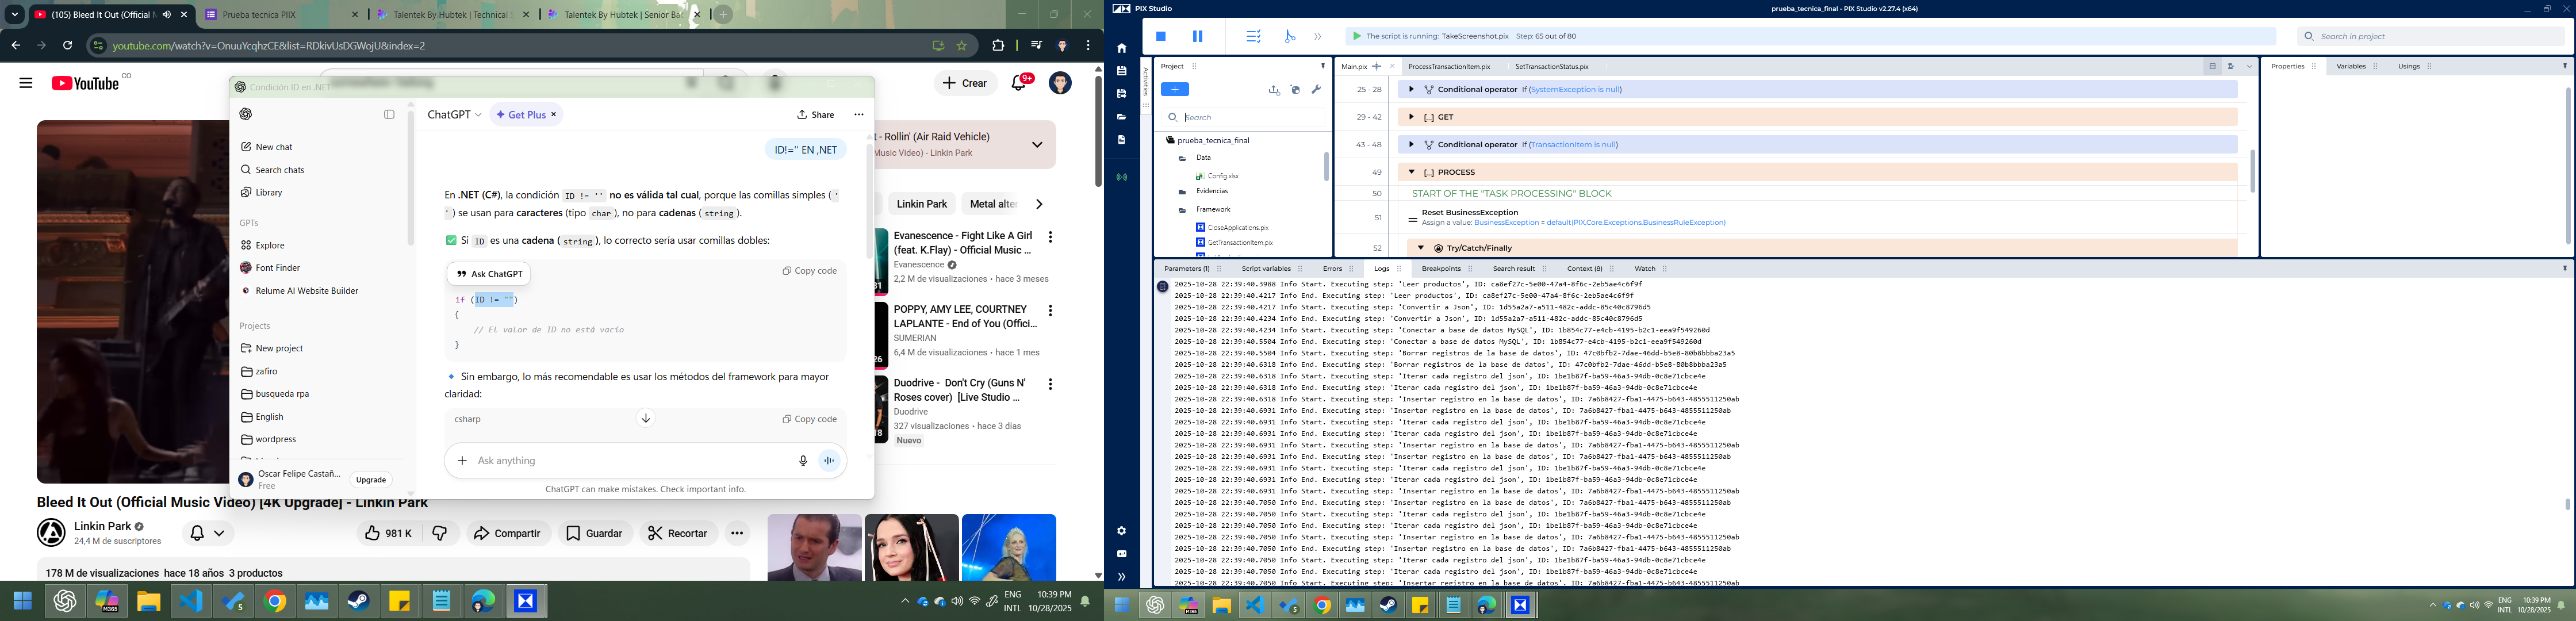 (105) Bleed It Out (Official M
Prueba tecnica PIIX
Talentek By Hubtek | Technical S
Talentek By Hubtek | Senior Bac
youtube.com/watch?v=OnuuYcqhzCE&list=RDkivUsDGWojU&index=2
YouTube CO
Crear
9+
Condición ID en .NET
ChatGPT
Get Plus
Share
New chat
Search chats
Library
GPTs
Explore
Font Finder
Relume AI Website Builder
Projects
New project
zafiro
busqueda rpa
English
wordpress
Oscar Felipe Castañ...
Free
Upgrade
ID!='' EN ,NET
En .NET (C#), la condición ID != '' no es válida tal cual, porque las comillas simples ( '
' ) se usan para caracteres (tipo char ), no para cadenas ( string ).
✅ Si ID es una cadena ( string ), lo correcto sería usar comillas dobles:
Ask ChatGPT
Copy code
if (ID != "")
{
// El valor de ID no está vacío
}
🔹 Sin embargo, lo más recomendable es usar los métodos del framework para mayor
claridad:
csharp
Copy code
Ask anything
ChatGPT can make mistakes. Check important info.
t - Rollin' (Air Raid Vehicle)
Music Video) - Linkin Park
Linkin Park
Metal alter
Evanescence - Fight Like A Girl
(feat. K.Flay) - Official Music ...
Evanescence
2,2 M de visualizaciones • hace 3 meses
31
POPPY, AMY LEE, COURTNEY
LAPLANTE - End of You (Offici...
SUMERIAN
6,4 M de visualizaciones • hace 1 mes
26
Duodrive - Don't Cry (Guns N'
Roses cover) [Live Studio ...
Duodrive
327 visualizaciones • hace 3 días
Nuevo
18
Bleed It Out (Official Music Video) [4K Upgrade] - Linkin Park
Linkin Park
24,4 M de suscriptores
981 K
Compartir
Guardar
Recortar
178 M de visualizaciones hace 18 años 3 productos
ENG
INTL
10:39 PM
10/28/2025
PIX Studio
prueba_tecnica_final - PIX Studio v2.27.4 (x64)
The script is running: TakeScreenshot.pix Step: 65 out of 80
Search in project
Activities
Project
Search
prueba_tecnica_final
Data
Config.xlsx
Evidencias
Framework
CloseApplications.pix
GetTransactionItem.pix
Main.pix
ProcessTransactionItem.pix
SetTransactionStatus.pix
25 - 28 Conditional operator If (SystemException is null)
29 - 42 [...] GET
43 - 48 Conditional operator If (TransactionItem is null)
49 [...] PROCESS
50 START OF THE "TASK PROCESSING" BLOCK
51 Reset BusinessException
Assign a value: BusinessException = default(PIX.Core.Exceptions.BusinessRuleException)
52 Try/Catch/Finally
Properties
Variables
Usings
Parameters (1)
Script variables
Errors
Logs
Breakpoints
Search result
Context (8)
Watch
2025-10-28 22:39:40.3988 Info Start. Executing step: 'Leer productos', ID: ca8ef27c-5e00-47a4-8f6c-2eb5ae4c6f9f
2025-10-28 22:39:40.4217 Info End. Executing step: 'Leer productos', ID: ca8ef27c-5e00-47a4-8f6c-2eb5ae4c6f9f
2025-10-28 22:39:40.4217 Info Start. Executing step: 'Convertir a Json', ID: 1d55a2a7-a511-482c-addc-85c40c8796d5
2025-10-28 22:39:40.4234 Info End. Executing step: 'Convertir a Json', ID: 1d55a2a7-a511-482c-addc-85c40c8796d5
2025-10-28 22:39:40.4234 Info Start. Executing step: 'Conectar a base de datos MySQL', ID: 1b854c77-e4cb-4195-b2c1-eea9f549260d
2025-10-28 22:39:40.5504 Info End. Executing step: 'Conectar a base de datos MySQL', ID: 1b854c77-e4cb-4195-b2c1-eea9f549260d
2025-10-28 22:39:40.5504 Info Start. Executing step: 'Borrar registros de la base de datos', ID: 47c0bfb2-7dae-46dd-b5e8-80b8bbba23a5
2025-10-28 22:39:40.6318 Info End. Executing step: 'Borrar registros de la base de datos', ID: 47c0bfb2-7dae-46dd-b5e8-80b8bbba23a5
2025-10-28 22:39:40.6318 Info Start. Executing step: 'Iterar cada registro del json', ID: 1be1b87f-ba59-46a3-94db-0c8e71cbce4e
2025-10-28 22:39:40.6318 Info End. Executing step: 'Iterar cada registro del json', ID: 1be1b87f-ba59-46a3-94db-0c8e71cbce4e
2025-10-28 22:39:40.6318 Info Start. Executing step: 'Insertar registro en la base de datos', ID: 7a6b8427-fba1-4475-b643-4855511250ab
2025-10-28 22:39:40.6931 Info End. Executing step: 'Insertar registro en la base de datos', ID: 7a6b8427-fba1-4475-b643-4855511250ab
2025-10-28 22:39:40.6931 Info Start. Executing step: 'Iterar cada registro del json', ID: 1be1b87f-ba59-46a3-94db-0c8e71cbce4e
2025-10-28 22:39:40.6931 Info End. Executing step: 'Iterar cada registro del json', ID: 1be1b87f-ba59-46a3-94db-0c8e71cbce4e
2025-10-28 22:39:40.6931 Info Start. Executing step: 'Insertar registro en la base de datos', ID: 7a6b8427-fba1-4475-b643-4855511250ab
2025-10-28 22:39:40.6931 Info End. Executing step: 'Insertar registro en la base de datos', ID: 7a6b8427-fba1-4475-b643-4855511250ab
2025-10-28 22:39:40.6931 Info Start. Executing step: 'Iterar cada registro del json', ID: 1be1b87f-ba59-46a3-94db-0c8e71cbce4e
2025-10-28 22:39:40.6931 Info End. Executing step: 'Iterar cada registro del json', ID: 1be1b87f-ba59-46a3-94db-0c8e71cbce4e
2025-10-28 22:39:40.6931 Info Start. Executing step: 'Insertar registro en la base de datos', ID: 7a6b8427-fba1-4475-b643-4855511250ab
2025-10-28 22:39:40.7050 Info End. Executing step: 'Insertar registro en la base de datos', ID: 7a6b8427-fba1-4475-b643-4855511250ab
2025-10-28 22:39:40.7050 Info Start. Executing step: 'Iterar cada registro del json', ID: 1be1b87f-ba59-46a3-94db-0c8e71cbce4e
2025-10-28 22:39:40.7050 Info End. Executing step: 'Iterar cada registro del json', ID: 1be1b87f-ba59-46a3-94db-0c8e71cbce4e
2025-10-28 22:39:40.7050 Info Start. Executing step: 'Insertar registro en la base de datos', ID: 7a6b8427-fba1-4475-b643-4855511250ab
2025-10-28 22:39:40.7050 Info End. Executing step: 'Insertar registro en la base de datos', ID: 7a6b8427-fba1-4475-b643-4855511250ab
2025-10-28 22:39:40.7050 Info Start. Executing step: 'Iterar cada registro del json', ID: 1be1b87f-ba59-46a3-94db-0c8e71cbce4e
2025-10-28 22:39:40.7050 Info End. Executing step: 'Iterar cada registro del json', ID: 1be1b87f-ba59-46a3-94db-0c8e71cbce4e
2025-10-28 22:39:40.7050 Info Start. Executing step: 'Insertar registro en la base de datos', ID: 7a6b8427-fba1-4475-b643-4855511250ab
ENG
INTL
10:39 PM
10/28/2025